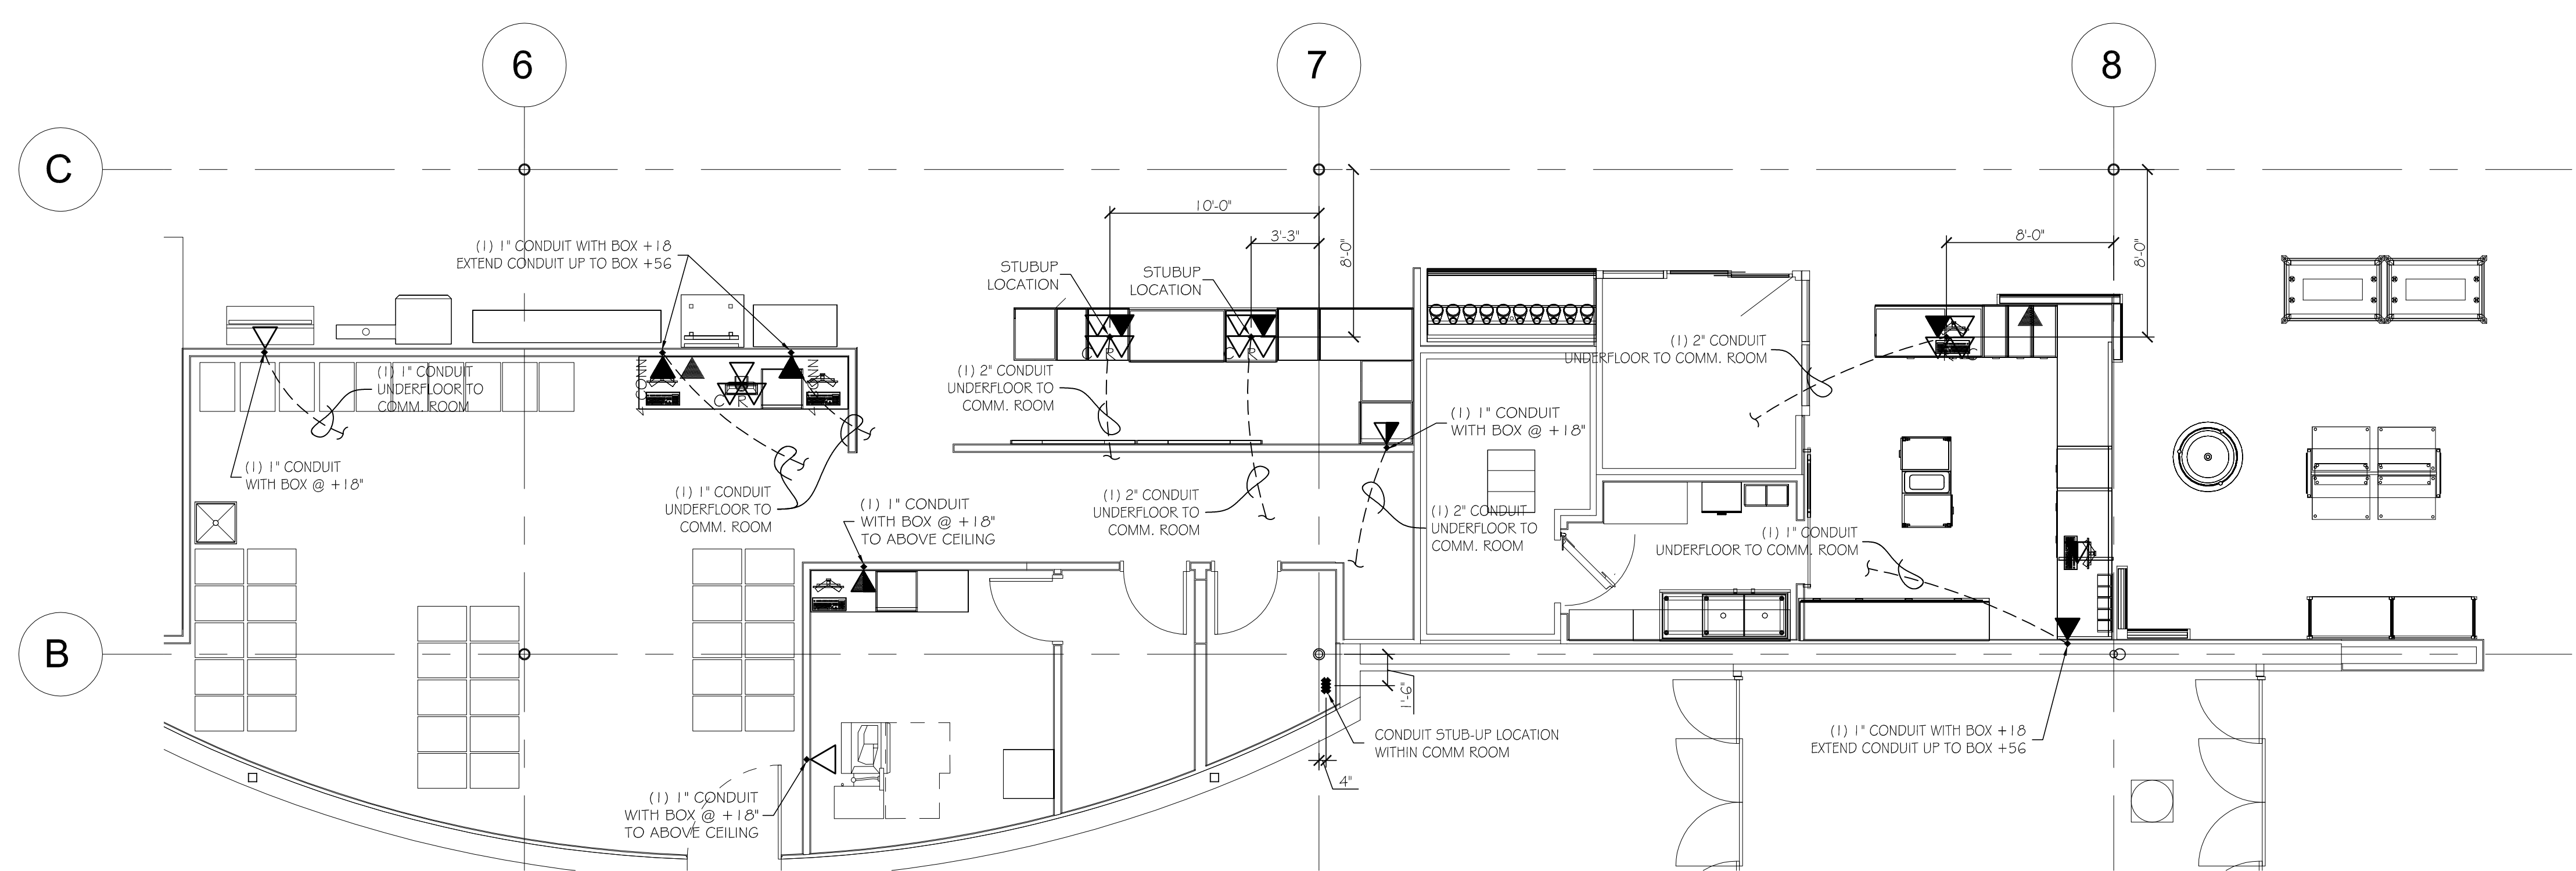 6
7
8
C
B
10'-0"
3'-3"
8'-0"
8'-0"
8'-0"
(1) 1" CONDUIT WITH BOX +18
EXTEND CONDUIT UP TO BOX +56
STUBUP
LOCATION
STUBUP
LOCATION
(1) 1" CONDUIT
UNDERFLOOR TO
COMM. ROOM
(1) 1" CONDUIT
WITH BOX @ +18"
4 CONN
4 CONN
C R
C R
C R
(1) 2" CONDUIT
UNDERFLOOR TO
COMM. ROOM
(1) 2" CONDUIT
UNDERFLOOR TO COMM. ROOM
(1) 1" CONDUIT
WITH BOX @ +18"
(1) 1" CONDUIT
UNDERFLOOR TO
COMM. ROOM
(1) 1" CONDUIT
WITH BOX @ +18"
TO ABOVE CEILING
(1) 2" CONDUIT
UNDERFLOOR TO
COMM. ROOM
(1) 2" CONDUIT
UNDERFLOOR TO
COMM. ROOM
(1) 1" CONDUIT
UNDERFLOOR TO COMM. ROOM
1'-6"
CONDUIT STUB-UP LOCATION
WITHIN COMM ROOM
4"
(1) 1" CONDUIT
WITH BOX @ +18"
TO ABOVE CEILING
(1) 1" CONDUIT WITH BOX +18
EXTEND CONDUIT UP TO BOX +56